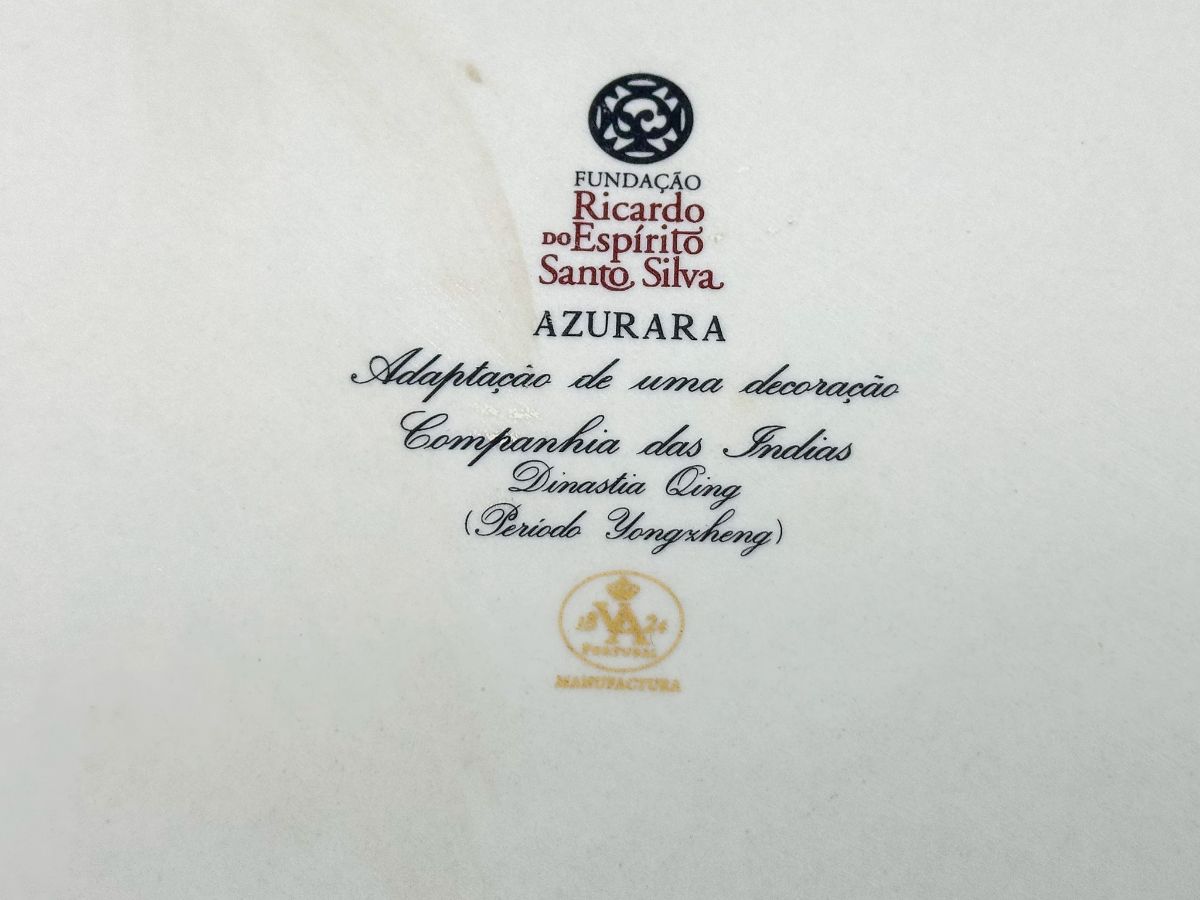 FUNDAÇÃO
Ricardo
DO Espírito
Santo Silva
AZURARA
Adaptação de uma decoração
Companhia das Indias
Dinastia Qing
(Período Yongzheng)
18 VA 24
PORTUGAL
MANUFACTURA